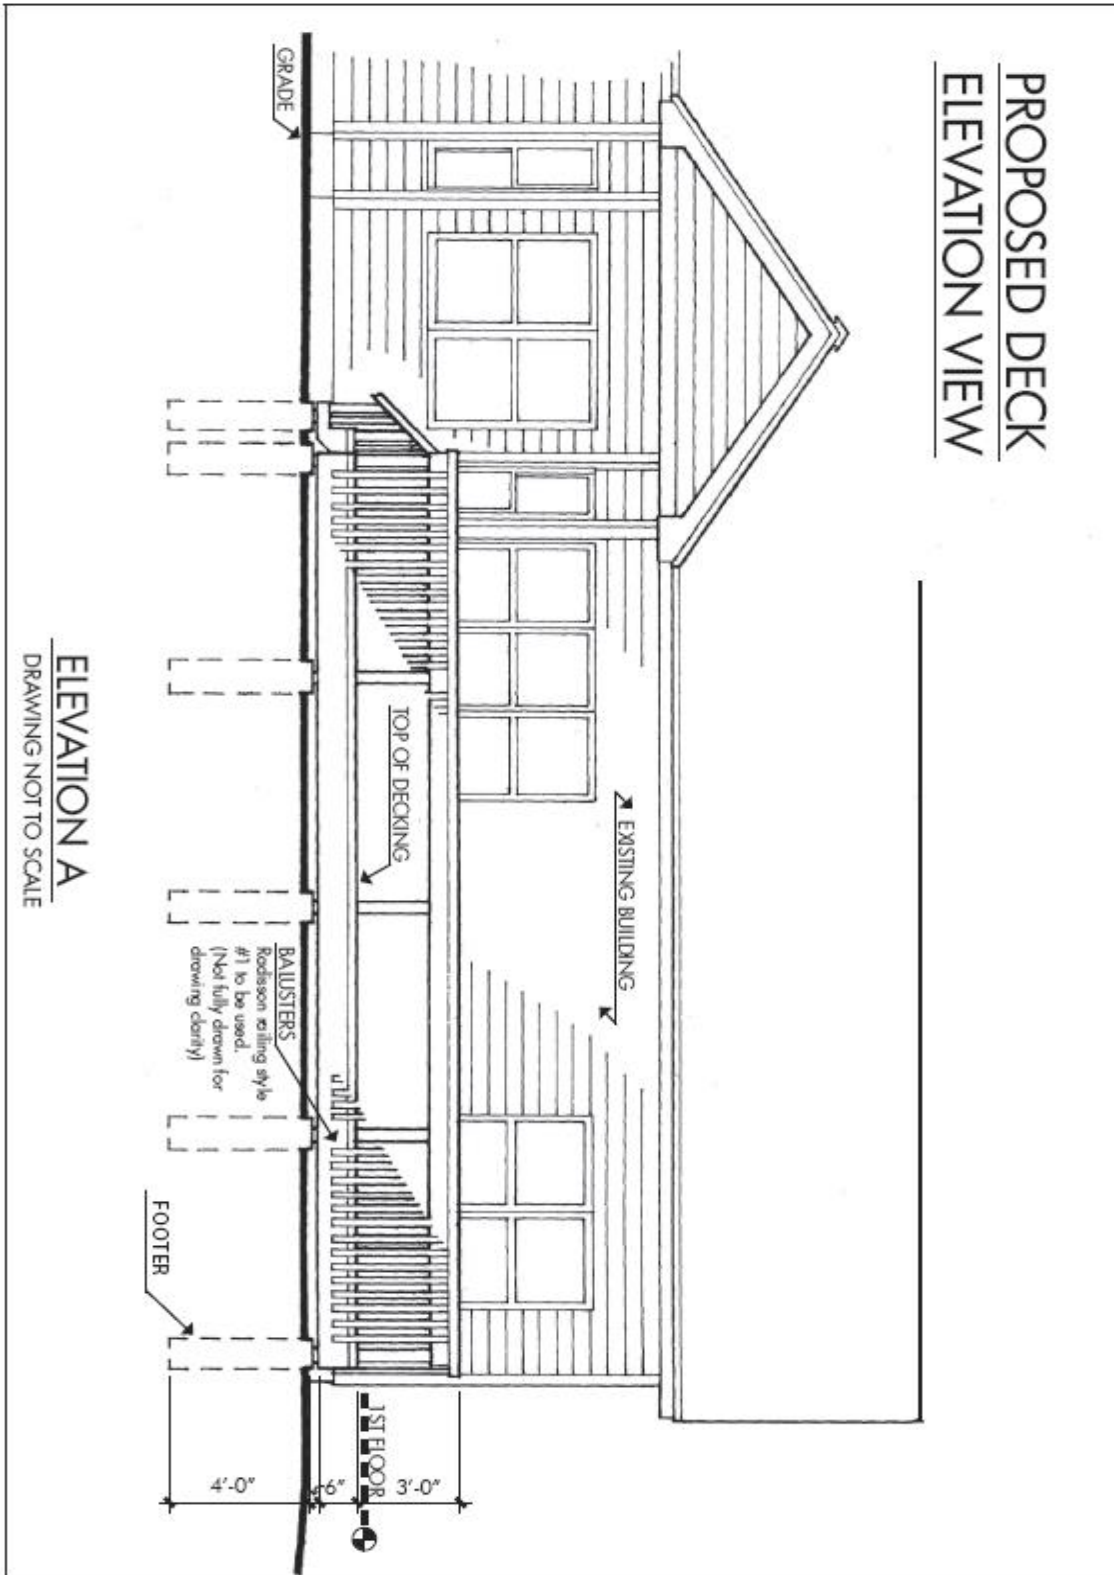 PROPOSED DECK
ELEVATION VIEW
GRADE
EXISTING BUILDING
TOP OF DECKING
BALUSTERS
Radisson railing style
#1 to be used.
(Not fully drawn for
drawing clarity)
FOOTER
1ST FLOOR
3'-0"
6"
4'-0"
ELEVATION A
DRAWING NOT TO SCALE